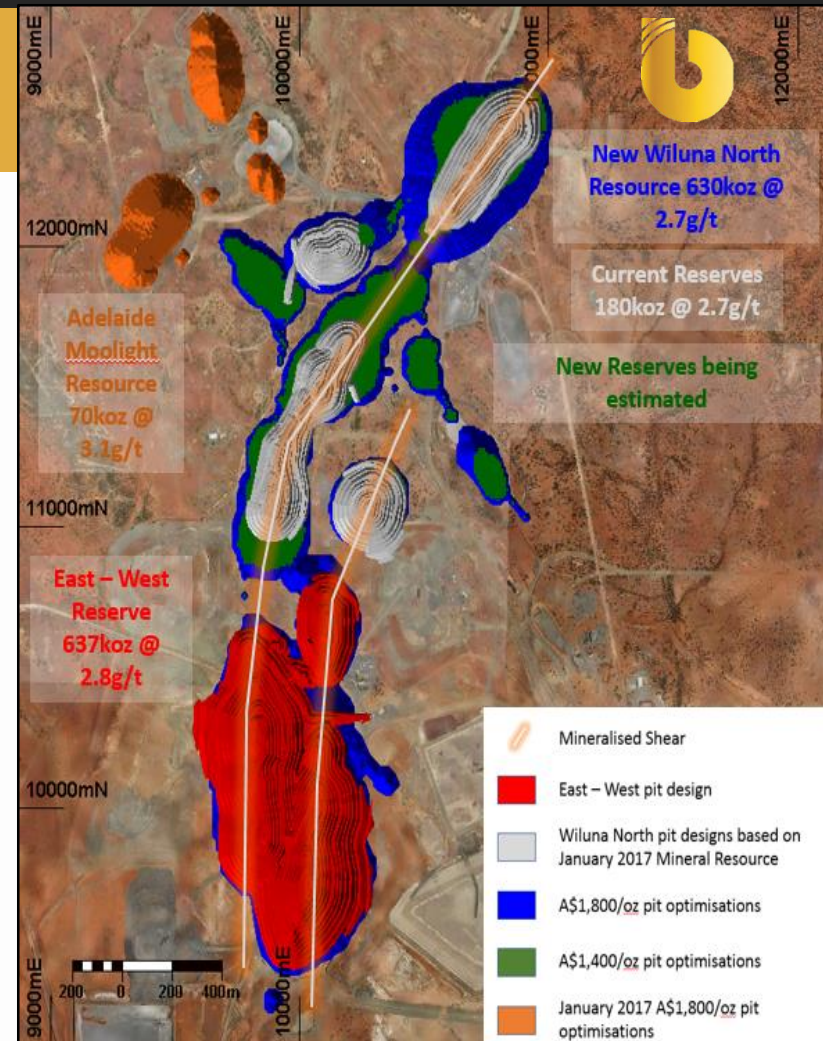 9000mE
10000mE
12000mE
New Wiluna North
Resource 630koz @
2.7g/t
12000mN
Current Reserves
180koz @ 2.7g/t
Adelaide
Moolight
Resource
70koz @
3.1g/t
New Reserves being
estimated
11000mN
East – West
Reserve
637koz @
2.8g/t
Mineralised Shear
10000mN
East – West pit design
Wiluna North pit designs based on
January 2017 Mineral Resource
A$1,800/oz pit optimisations
A$1,400/oz pit optimisations
January 2017 A$1,800/oz pit
optimisations
200 0 200 400m
9000mE
10000mE